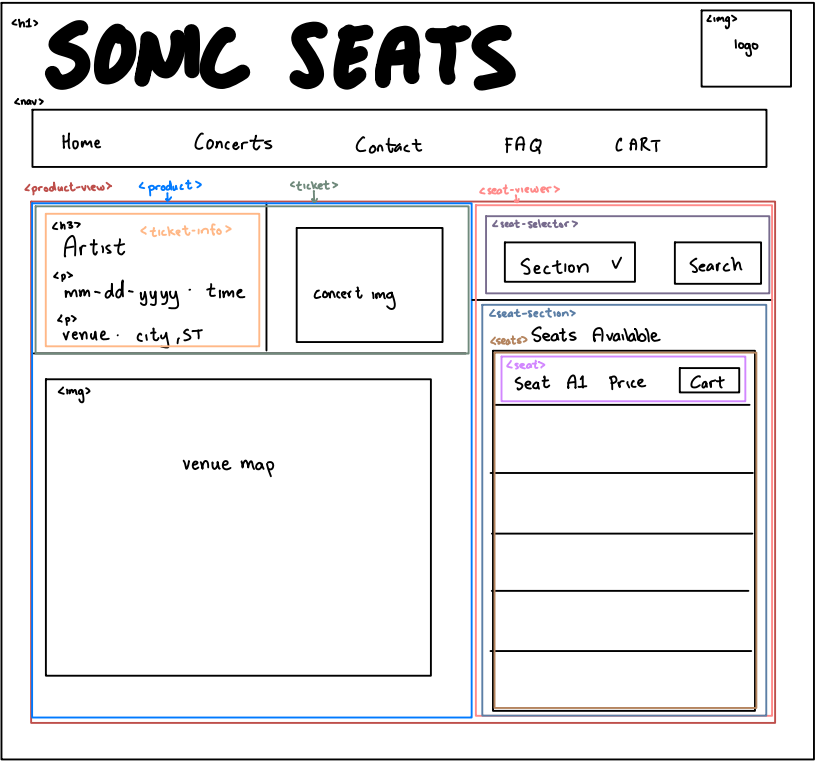 <h1>
SONIC SEATS
<img>
logo
<nav>
Home Concerts Contact FAQ CART
<product-view> <product> <ticket> <seat-viewer>
<h3> <ticket-info>
Artist
<p>
mm-dd-yyyy · time
<p>
venue · city, ST
concert img
<seat-selector>
Section V Search
<seat-section>
<seats> Seats Available
<seat>
Seat A1 Price Cart
<img>
venue map